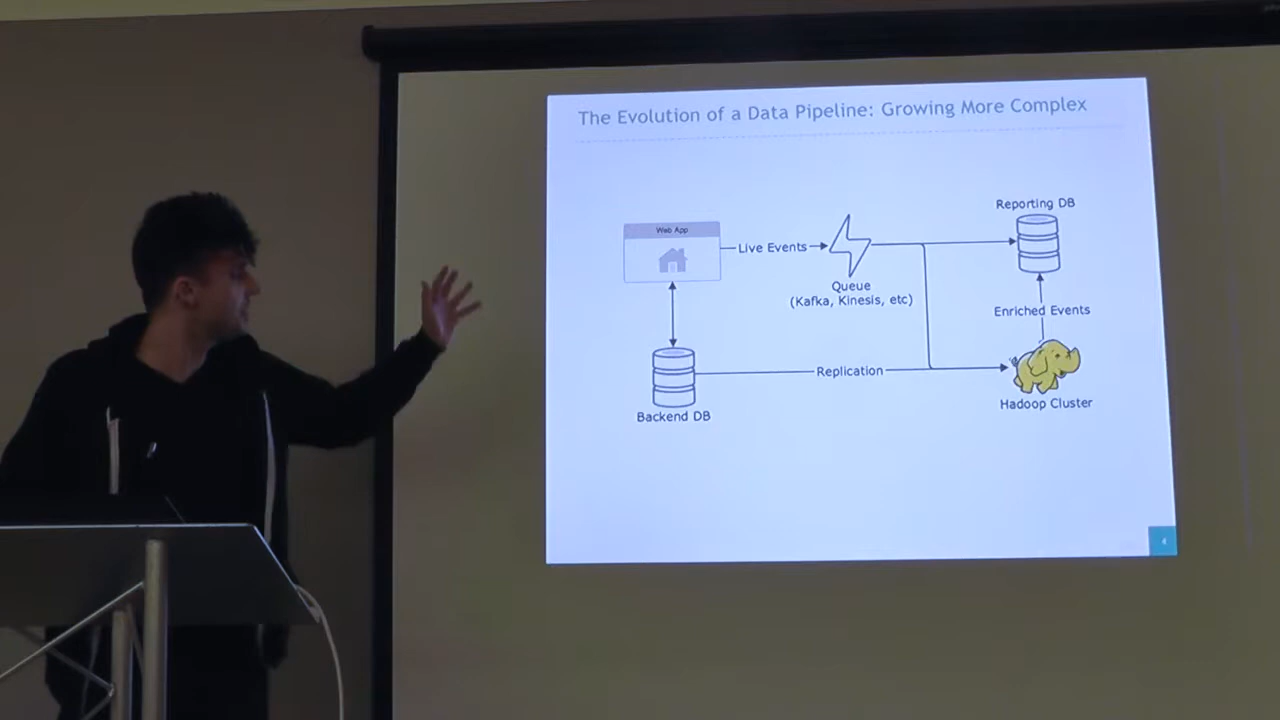 The Evolution of a Data Pipeline: Growing More Complex
Reporting DB
Web App
Live Events
Queue
(Kafka, Kinesis, etc)
Enriched Events
Replication
Hadoop Cluster
Backend DB
4